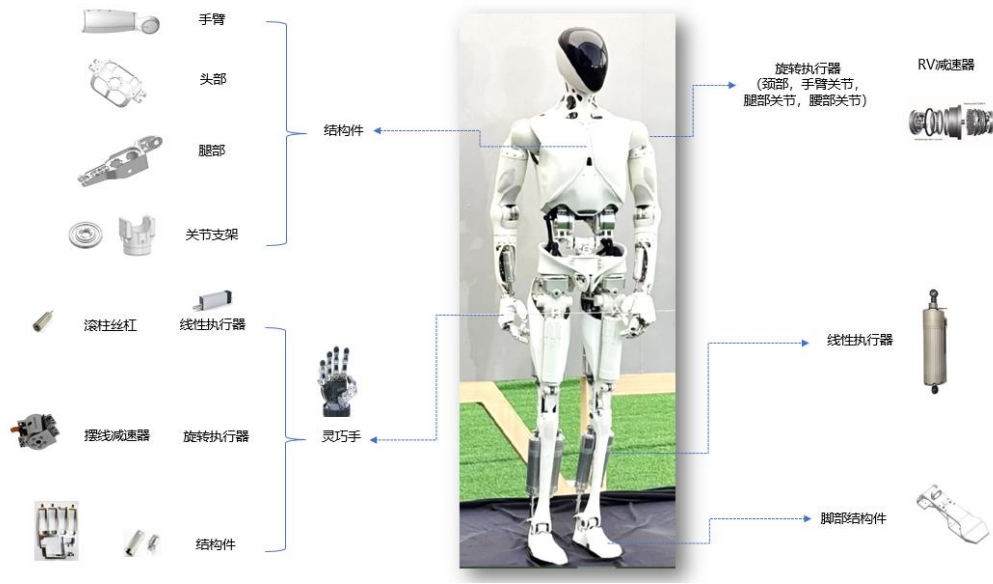 手臂
头部
腿部
关节支架
结构件
滚柱丝杠
线性执行器
摆线减速器
旋转执行器
结构件
灵巧手
旋转执行器
（颈部，手臂关节，
腿部关节，腰部关节）
RV减速器
线性执行器
脚部结构件